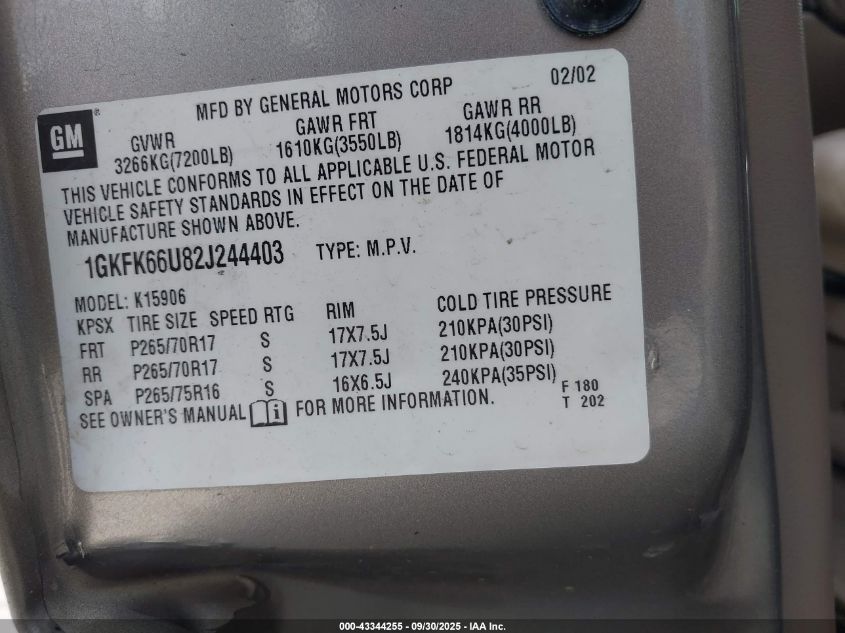 MFD BY GENERAL MOTORS CORP 02/02
GM ®
GVWR GAWR FRT GAWR RR
3266KG(7200LB) 1610KG(3550LB) 1814KG(4000LB)
THIS VEHICLE CONFORMS TO ALL APPLICABLE U.S. FEDERAL MOTOR
VEHICLE SAFETY STANDARDS IN EFFECT ON THE DATE OF
MANUFACTURE SHOWN ABOVE.
1GKFK66U82J244403 TYPE: M.P.V.
MODEL: K15906
KPSX TIRE SIZE SPEED RTG RIM COLD TIRE PRESSURE
FRT P265/70R17 S 17X7.5J 210KPA(30PSI)
RR P265/70R17 S 17X7.5J 210KPA(30PSI)
SPA P265/75R16 S 16X6.5J 240KPA(35PSI)
SEE OWNER'S MANUAL FOR MORE INFORMATION.
F 180
T 202
000-43344255 - 09/30/2025 - IAA Inc.